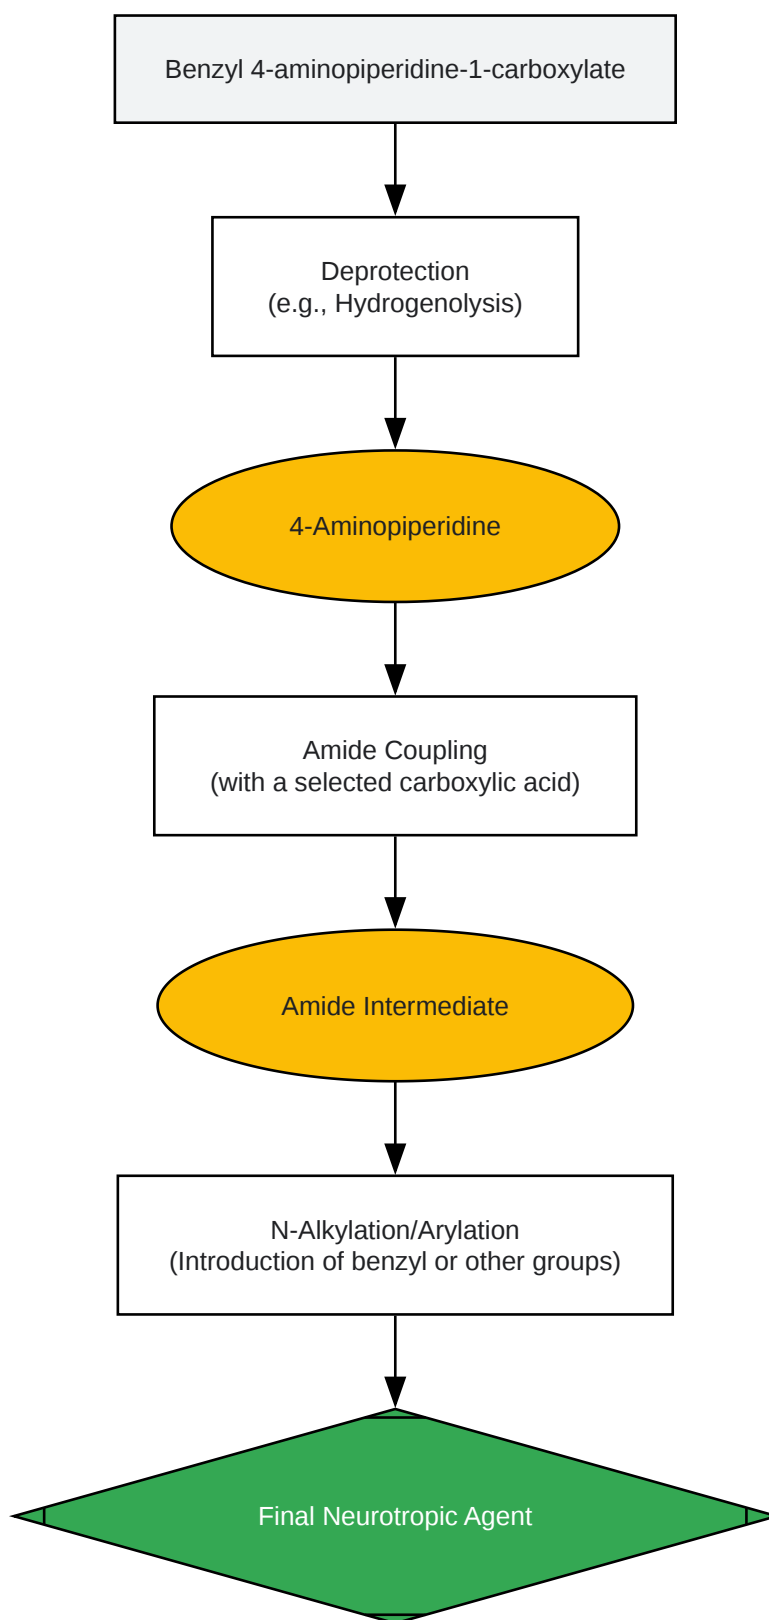 Benzyl 4-aminopiperidine-1-carboxylate
Deprotection
(e.g., Hydrogenolysis)
4-Aminopiperidine
Amide Coupling
(with a selected carboxylic acid)
Amide Intermediate
N-Alkylation/Arylation
(Introduction of benzyl or other groups)
Final Neurotropic Agent